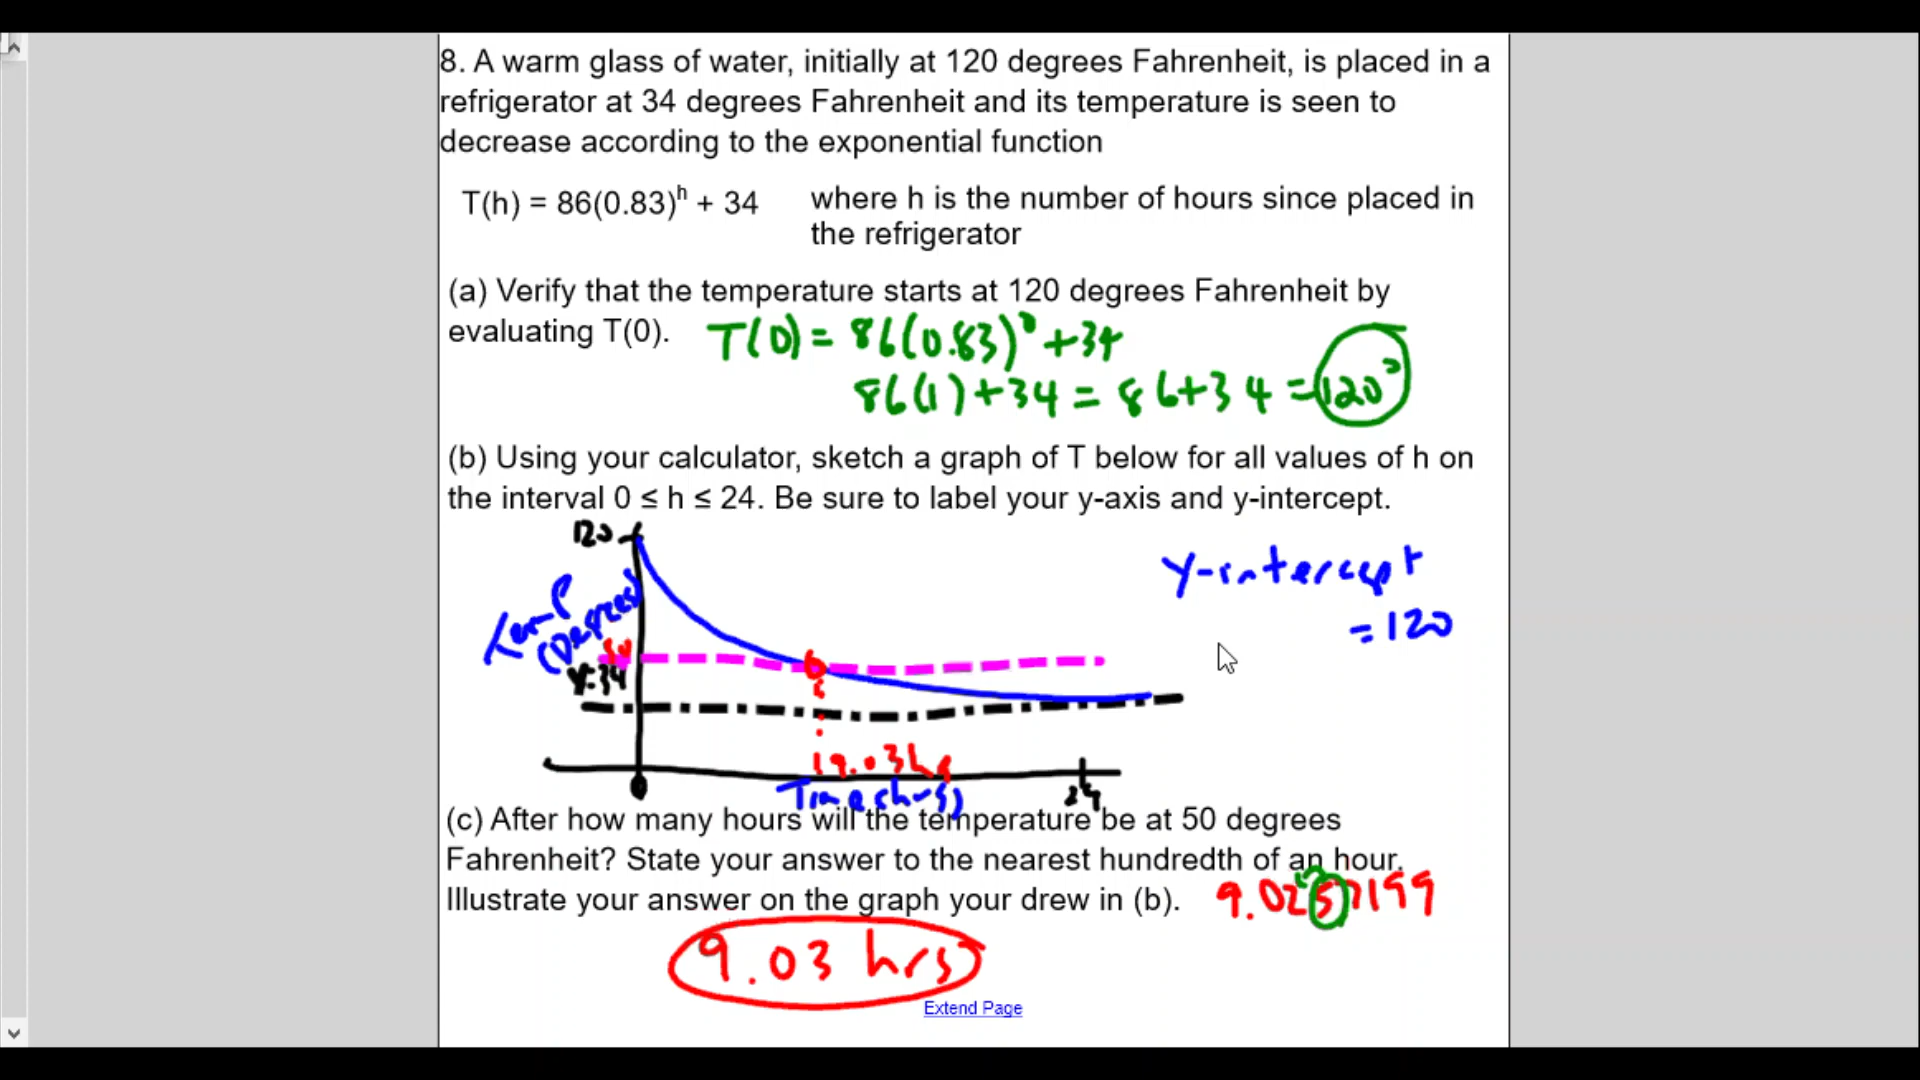 8. A warm glass of water, initially at 120 degrees Fahrenheit, is placed in a
refrigerator at 34 degrees Fahrenheit and its temperature is seen to
decrease according to the exponential function
T(h) = 86(0.83)^h + 34
where h is the number of hours since placed in
the refrigerator
(a) Verify that the temperature starts at 120 degrees Fahrenheit by
evaluating T(0).
T(0) = 86(0.83)^0 + 34
86(1) + 34 = 86 + 34 = 120°
(b) Using your calculator, sketch a graph of T below for all values of h on
the interval 0 ≤ h ≤ 24. Be sure to label your y-axis and y-intercept.
120
Y-intercept
= 120
Temp
(Degrees)
50
Y=34
9.03 hrs
0
Time (hrs)
24
(c) After how many hours will the temperature be at 50 degrees
Fahrenheit? State your answer to the nearest hundredth of an hour.
Illustrate your answer on the graph you drew in (b).
9.0257199
9.03 hrs
Extend Page